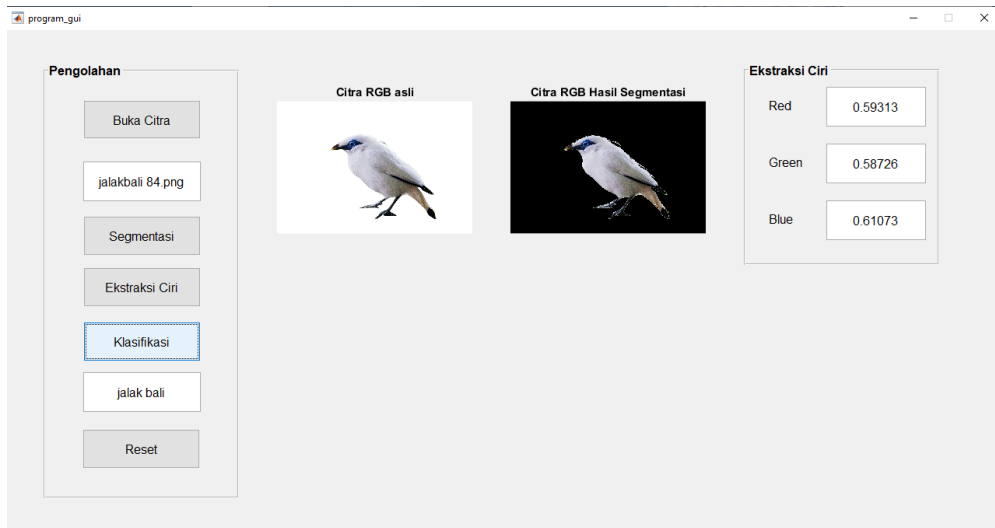 program_gui
Pengolahan
Buka Citra
jalakbali 84.png
Segmentasi
Ekstraksi Ciri
Klasifikasi
jalak bali
Reset
Citra RGB asli
Citra RGB Hasil Segmentasi
Ekstraksi Ciri
Red 0.59313
Green 0.58726
Blue 0.61073